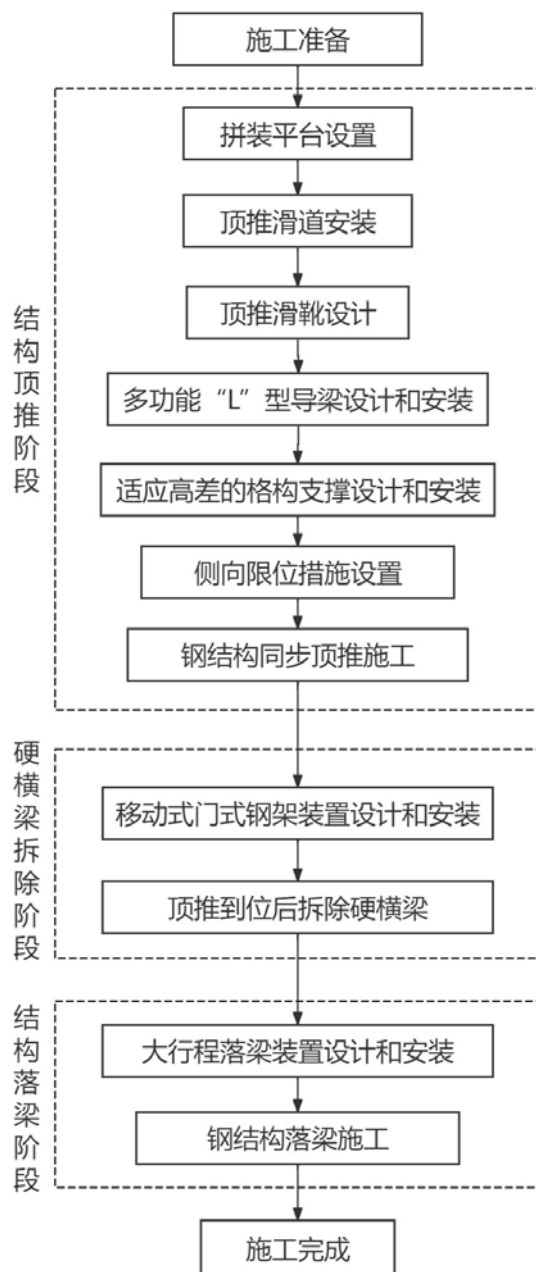 施工准备
结构顶推阶段
拼装平台设置
顶推滑道安装
顶推滑靴设计
多功能“L”型导梁设计和安装
适应高差的格构支撑设计和安装
侧向限位措施设置
钢结构同步顶推施工
硬横梁拆除阶段
移动式门式钢架装置设计和安装
顶推到位后拆除硬横梁
结构落梁阶段
大行程落梁装置设计和安装
钢结构落梁施工
施工完成